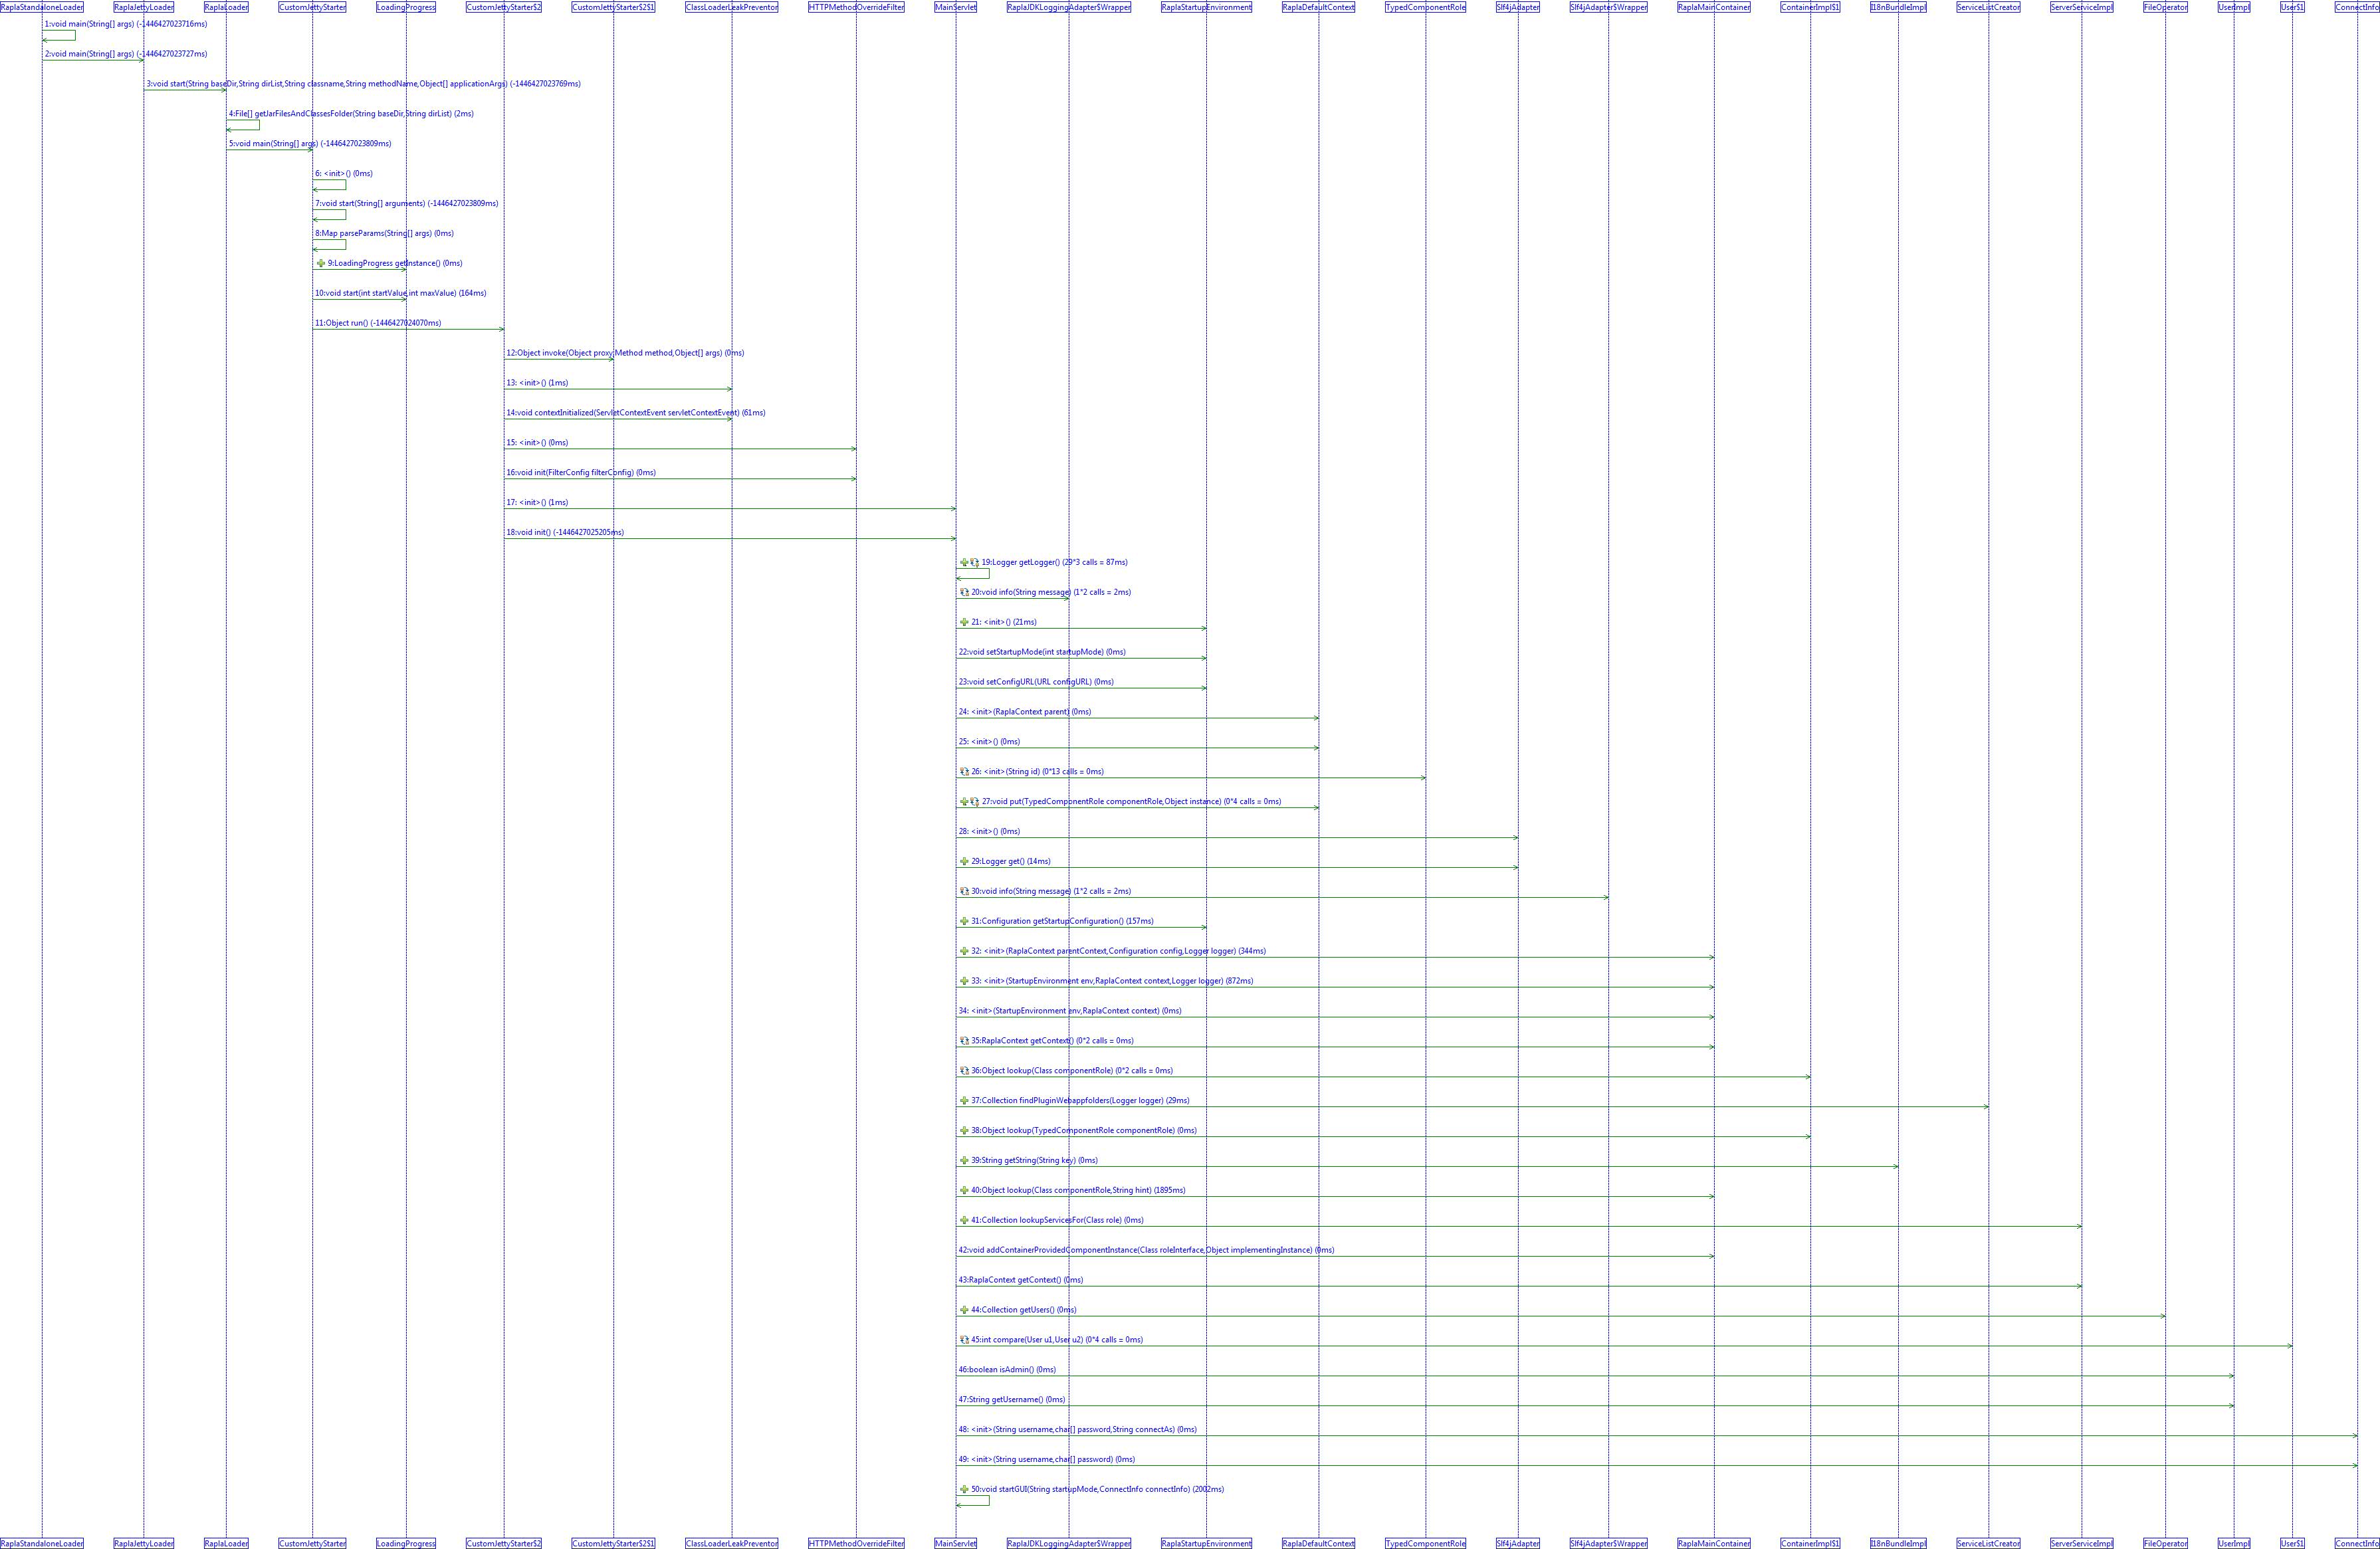 RaplaStandaloneLoader RaplaJettyLoader RaplaLoader CustomJettyStarter LoadingProgress CustomJettyStarter$2 CustomJettyStarter$2$1 ClassLoaderLeakPreventor HTTPMethodOverrideFilter MainServlet RaplaJDKLoggingAdapter$Wrapper RaplaStartupEnvironment RaplaDefaultContext TypedComponentRole Slf4jAdapter Slf4jAdapter$Wrapper RaplaMainContainer ContainerImpl$1 I18nBundleImpl ServiceListCreator ServerServiceImpl FileOperator UserImpl User$1 ConnectInfo
1:void main(String[] args) (-1446427023716ms)
2:void main(String[] args) (-1446427023727ms)
3:void start(String baseDir,String dirList,String classname,String methodName,Object[] applicationArgs) (-1446427023769ms)
4:File[] getJarFilesAndClassesFolder(String baseDir,String dirList) (2ms)
5:void main(String[] args) (-1446427023809ms)
6: <init>() (0ms)
7:void start(String[] arguments) (-1446427023809ms)
8:Map parseParams(String[] args) (0ms)
9:LoadingProgress getInstance() (0ms)
10:void start(int startValue,int maxValue) (164ms)
11:Object run() (-1446427024070ms)
12:Object invoke(Object proxy,Method method,Object[] args) (0ms)
13: <init>() (1ms)
14:void contextInitialized(ServletContextEvent servletContextEvent) (61ms)
15: <init>() (0ms)
16:void init(FilterConfig filterConfig) (0ms)
17: <init>() (1ms)
18:void init() (-1446427025205ms)
19:Logger getLogger() (29*3 calls = 87ms)
20:void info(String message) (1*2 calls = 2ms)
21: <init>() (21ms)
22:void setStartupMode(int startupMode) (0ms)
23:void setConfigURL(URL configURL) (0ms)
24: <init>(RaplaContext parent) (0ms)
25: <init>() (0ms)
26: <init>(String id) (0*13 calls = 0ms)
27:void put(TypedComponentRole componentRole,Object instance) (0*4 calls = 0ms)
28: <init>() (0ms)
29:Logger get() (14ms)
30:void info(String message) (1*2 calls = 2ms)
31:Configuration getStartupConfiguration() (157ms)
32: <init>(RaplaContext parentContext,Configuration config,Logger logger) (344ms)
33: <init>(StartupEnvironment env,RaplaContext context,Logger logger) (872ms)
34: <init>(StartupEnvironment env,RaplaContext context) (0ms)
35:RaplaContext getContext() (0*2 calls = 0ms)
36:Object lookup(Class componentRole) (0*2 calls = 0ms)
37:Collection findPluginWebappfolders(Logger logger) (29ms)
38:Object lookup(TypedComponentRole componentRole) (0ms)
39:String getString(String key) (0ms)
40:Object lookup(Class componentRole,String hint) (1895ms)
41:Collection lookupServicesFor(Class role) (0ms)
42:void addContainerProvidedComponentInstance(Class roleInterface,Object implementingInstance) (0ms)
43:RaplaContext getContext() (0ms)
44:Collection getUsers() (0ms)
45:int compare(User u1,User u2) (0*4 calls = 0ms)
46:boolean isAdmin() (0ms)
47:String getUsername() (0ms)
48: <init>(String username,char[] password,String connectAs) (0ms)
49: <init>(String username,char[] password) (0ms)
50:void startGUI(String startupMode,ConnectInfo connectInfo) (2002ms)
RaplaStandaloneLoader RaplaJettyLoader RaplaLoader CustomJettyStarter LoadingProgress CustomJettyStarter$2 CustomJettyStarter$2$1 ClassLoaderLeakPreventor HTTPMethodOverrideFilter MainServlet RaplaJDKLoggingAdapter$Wrapper RaplaStartupEnvironment RaplaDefaultContext TypedComponentRole Slf4jAdapter Slf4jAdapter$Wrapper RaplaMainContainer ContainerImpl$1 I18nBundleImpl ServiceListCreator ServerServiceImpl FileOperator UserImpl User$1 ConnectInfo